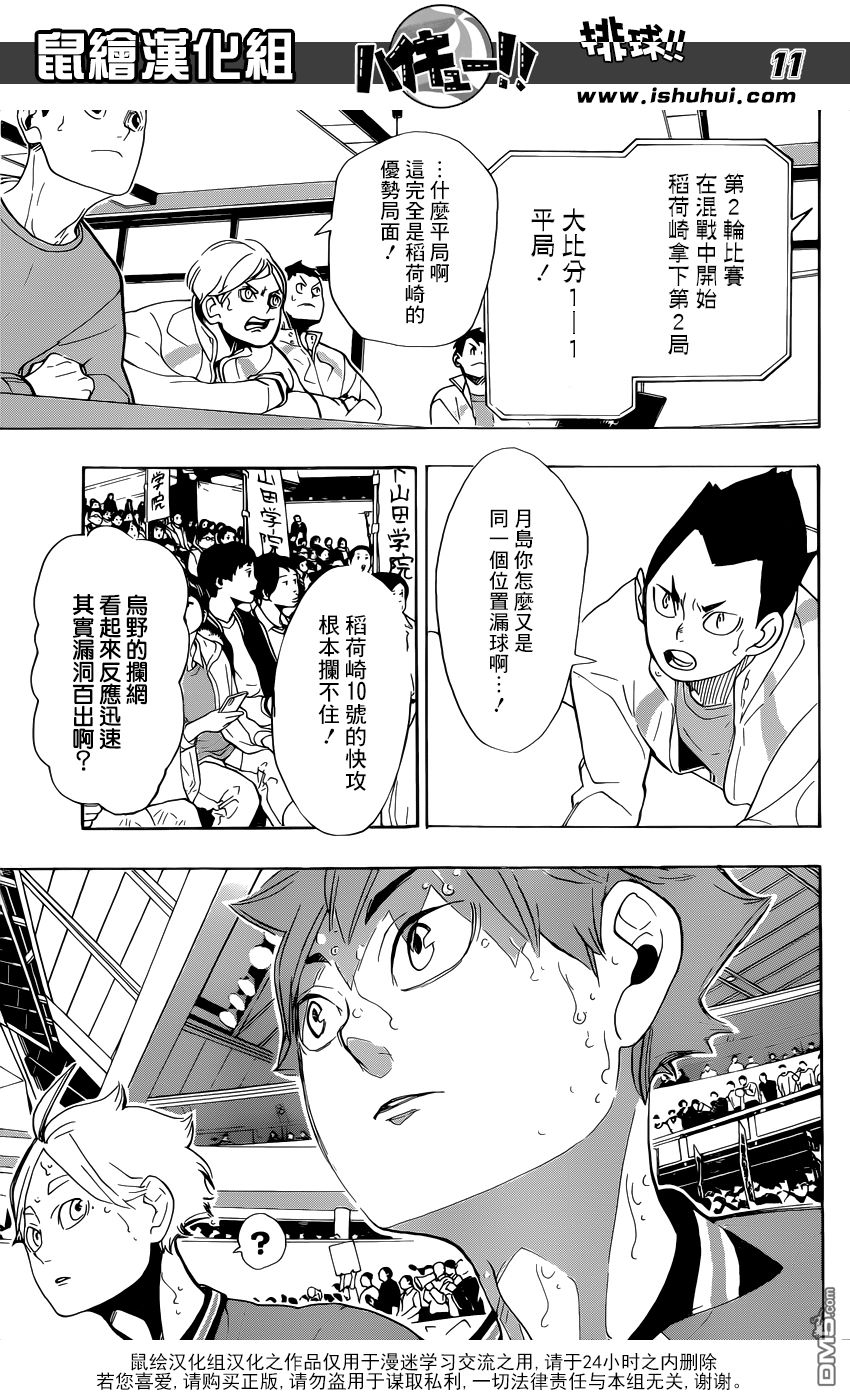 鼠繪漢化組
ハイキュー!!
排球!!
11
www.ishuhui.com
第2輪比賽
在混戰中開始
稻荷崎拿下第2局
大比分1—1
平局!
…什麼平局啊
這完全是稻荷崎的
優勢局面!
月島你怎麼又是
同一個位置漏球啊…!
学院
山田学院
山田学院
稻荷崎10號的快攻
根本攔不住!
烏野的攔網
看起來反應迅速
其實漏洞百出啊?
?
DM5.com
鼠绘汉化组汉化之作品仅用于漫迷学习交流之用, 请于24小时之内删除
若您喜爱, 请购买正版, 请勿盗用于谋取私利, 一切法律责任与本组无关, 谢谢。